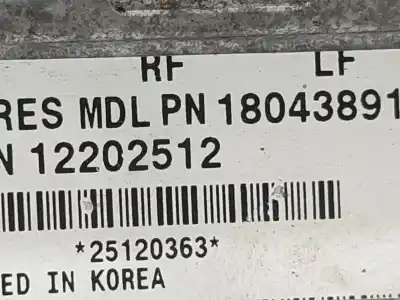 RF LF
RES MDL PN 18043891
N 12202512
*25120363*
ED IN KOREA